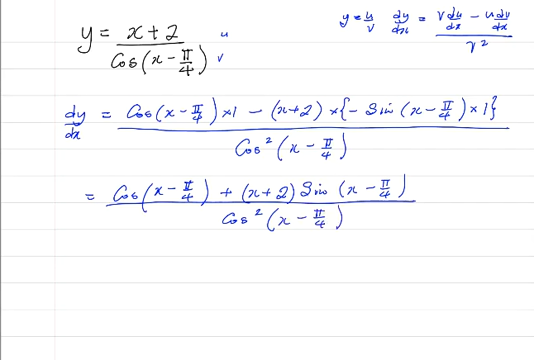 y = (x + 2) / Cos(x − π/4)  u / v
y = u/v  dy/dx = (v du/dx − u dv/dx) / v²
dy/dx = (Cos(x − π/4) × 1 − (x+2) × {− Sin(x − π/4) × 1}) / Cos²(x − π/4)
= (Cos(x − π/4) + (x+2) Sin(x − π/4)) / Cos²(x − π/4)